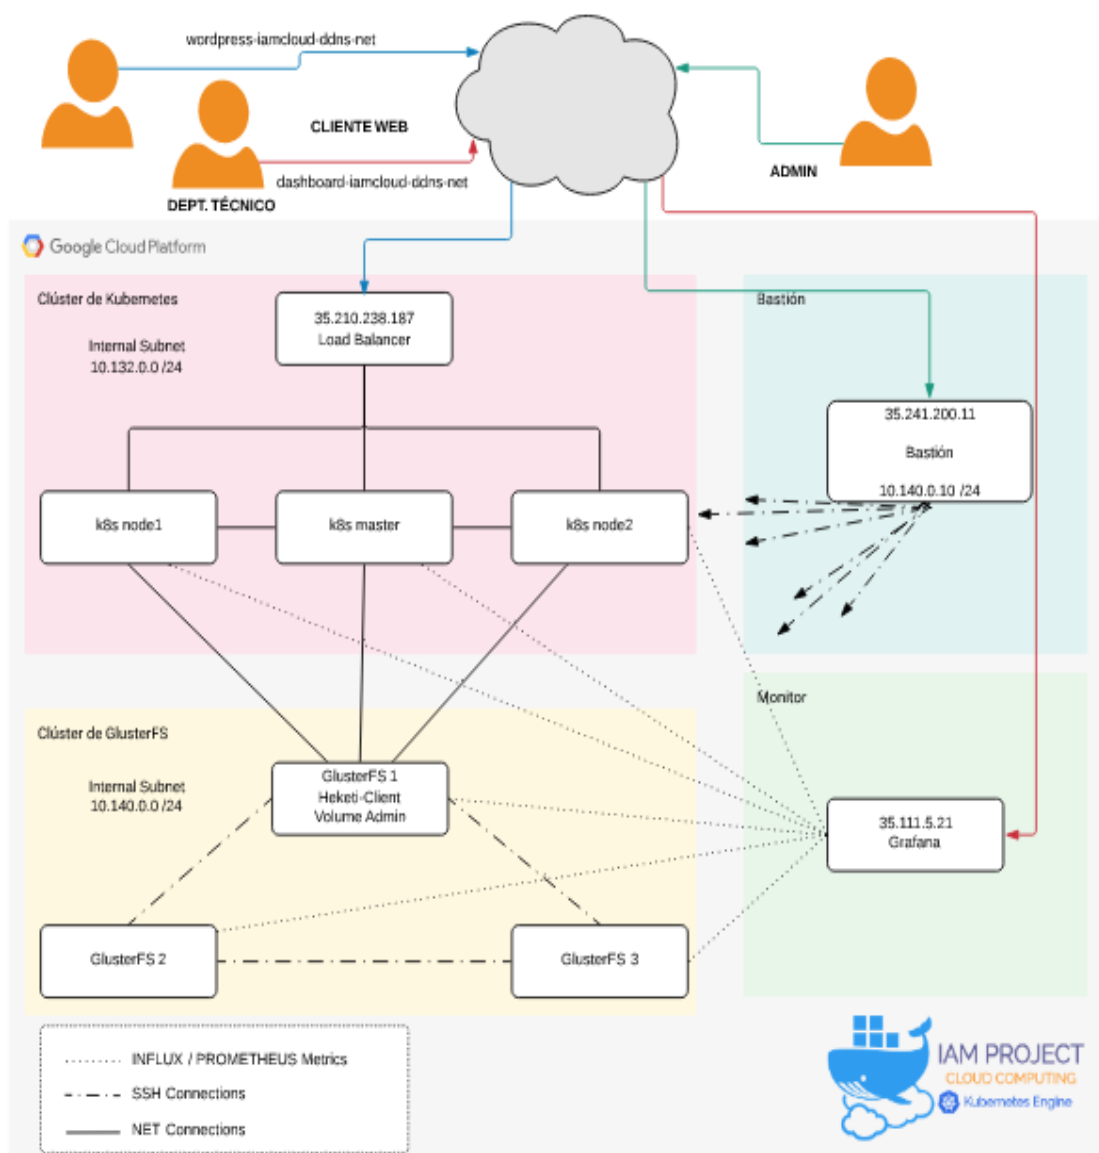 wordpress-iamcloud-ddns-net
CLIENTE WEB
dashboard-iamcloud-ddns-net
DEPT. TÉCNICO
ADMIN
Google Cloud Platform
Clúster de Kubernetes
Internal Subnet
10.132.0.0 /24
35.210.238.187
Load Balancer
k8s node1
k8s master
k8s node2
Bastión
35.241.200.11
Bastión
10.140.0.10 /24
Clúster de GlusterFS
Internal Subnet
10.140.0.0 /24
GlusterFS 1
Heketi-Client
Volume Admin
GlusterFS 2
GlusterFS 3
Monitor
35.111.5.21
Grafana
INFLUX / PROMETHEUS Metrics
SSH Connections
NET Connections
IAM PROJECT
CLOUD COMPUTING
Kubernetes Engine